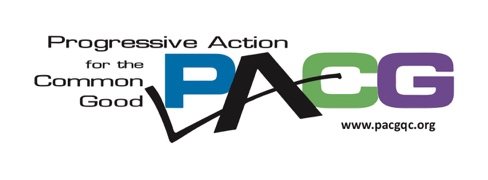 Progressive Action
for the
Common
Good
PACG
www.pacgqc.org